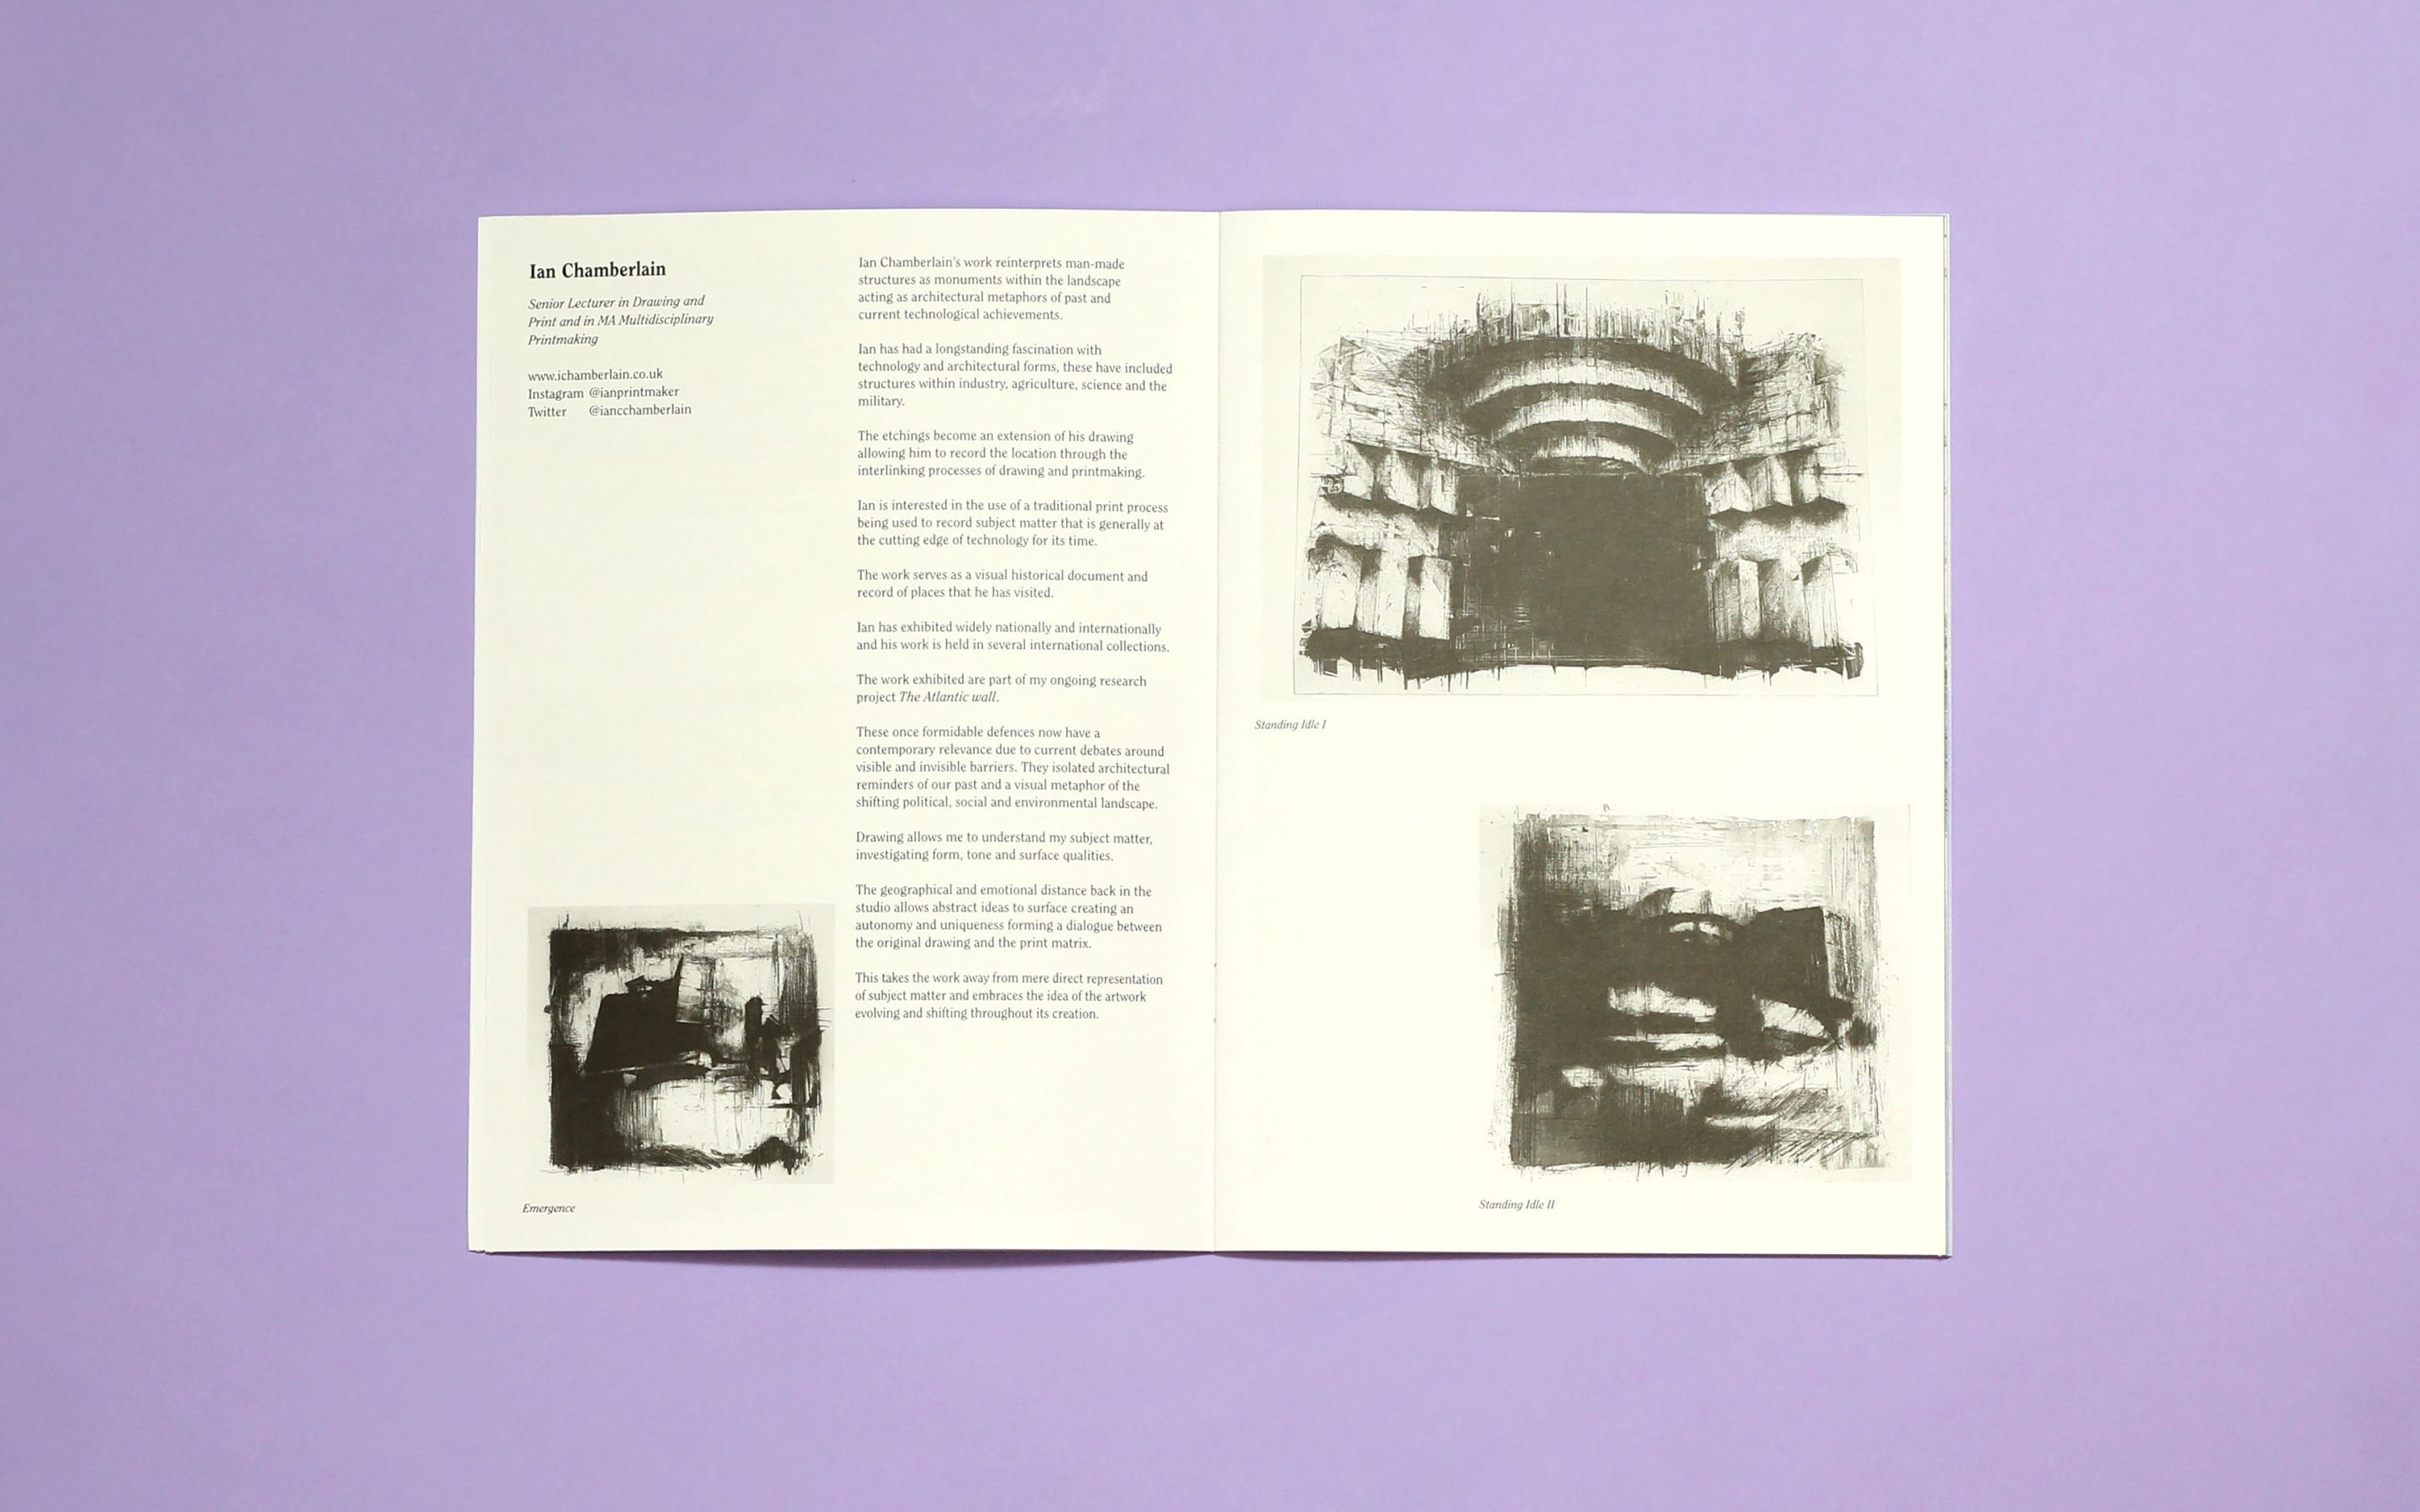 Ian Chamberlain
Senior Lecturer in Drawing and
Print and in MA Multidisciplinary
Printmaking
www.ichamberlain.co.uk
Instagram @ianprintmaker
Twitter @iancchamberlain
Ian Chamberlain's work reinterprets man-made
structures as monuments within the landscape
acting as architectural metaphors of past and
current technological achievements.
Ian has had a longstanding fascination with
technology and architectural forms, these have included
structures within industry, agriculture, science and the
military.
The etchings become an extension of his drawing
allowing him to record the location through the
interlinking processes of drawing and printmaking.
Ian is interested in the use of a traditional print process
being used to record subject matter that is generally at
the cutting edge of technology for its time.
The work serves as a visual historical document and
record of places that he has visited.
Ian has exhibited widely nationally and internationally
and his work is held in several international collections.
The work exhibited are part of my ongoing research
project The Atlantic wall.
These once formidable defences now have a
contemporary relevance due to current debates around
visible and invisible barriers. They isolated architectural
reminders of our past and a visual metaphor of the
shifting political, social and environmental landscape.
Drawing allows me to understand my subject matter,
investigating form, tone and surface qualities.
The geographical and emotional distance back in the
studio allows abstract ideas to surface creating an
autonomy and uniqueness forming a dialogue between
the original drawing and the print matrix.
This takes the work away from mere direct representation
of subject matter and embraces the idea of the artwork
evolving and shifting throughout its creation.
Emergence
Standing Idle I
Standing Idle II